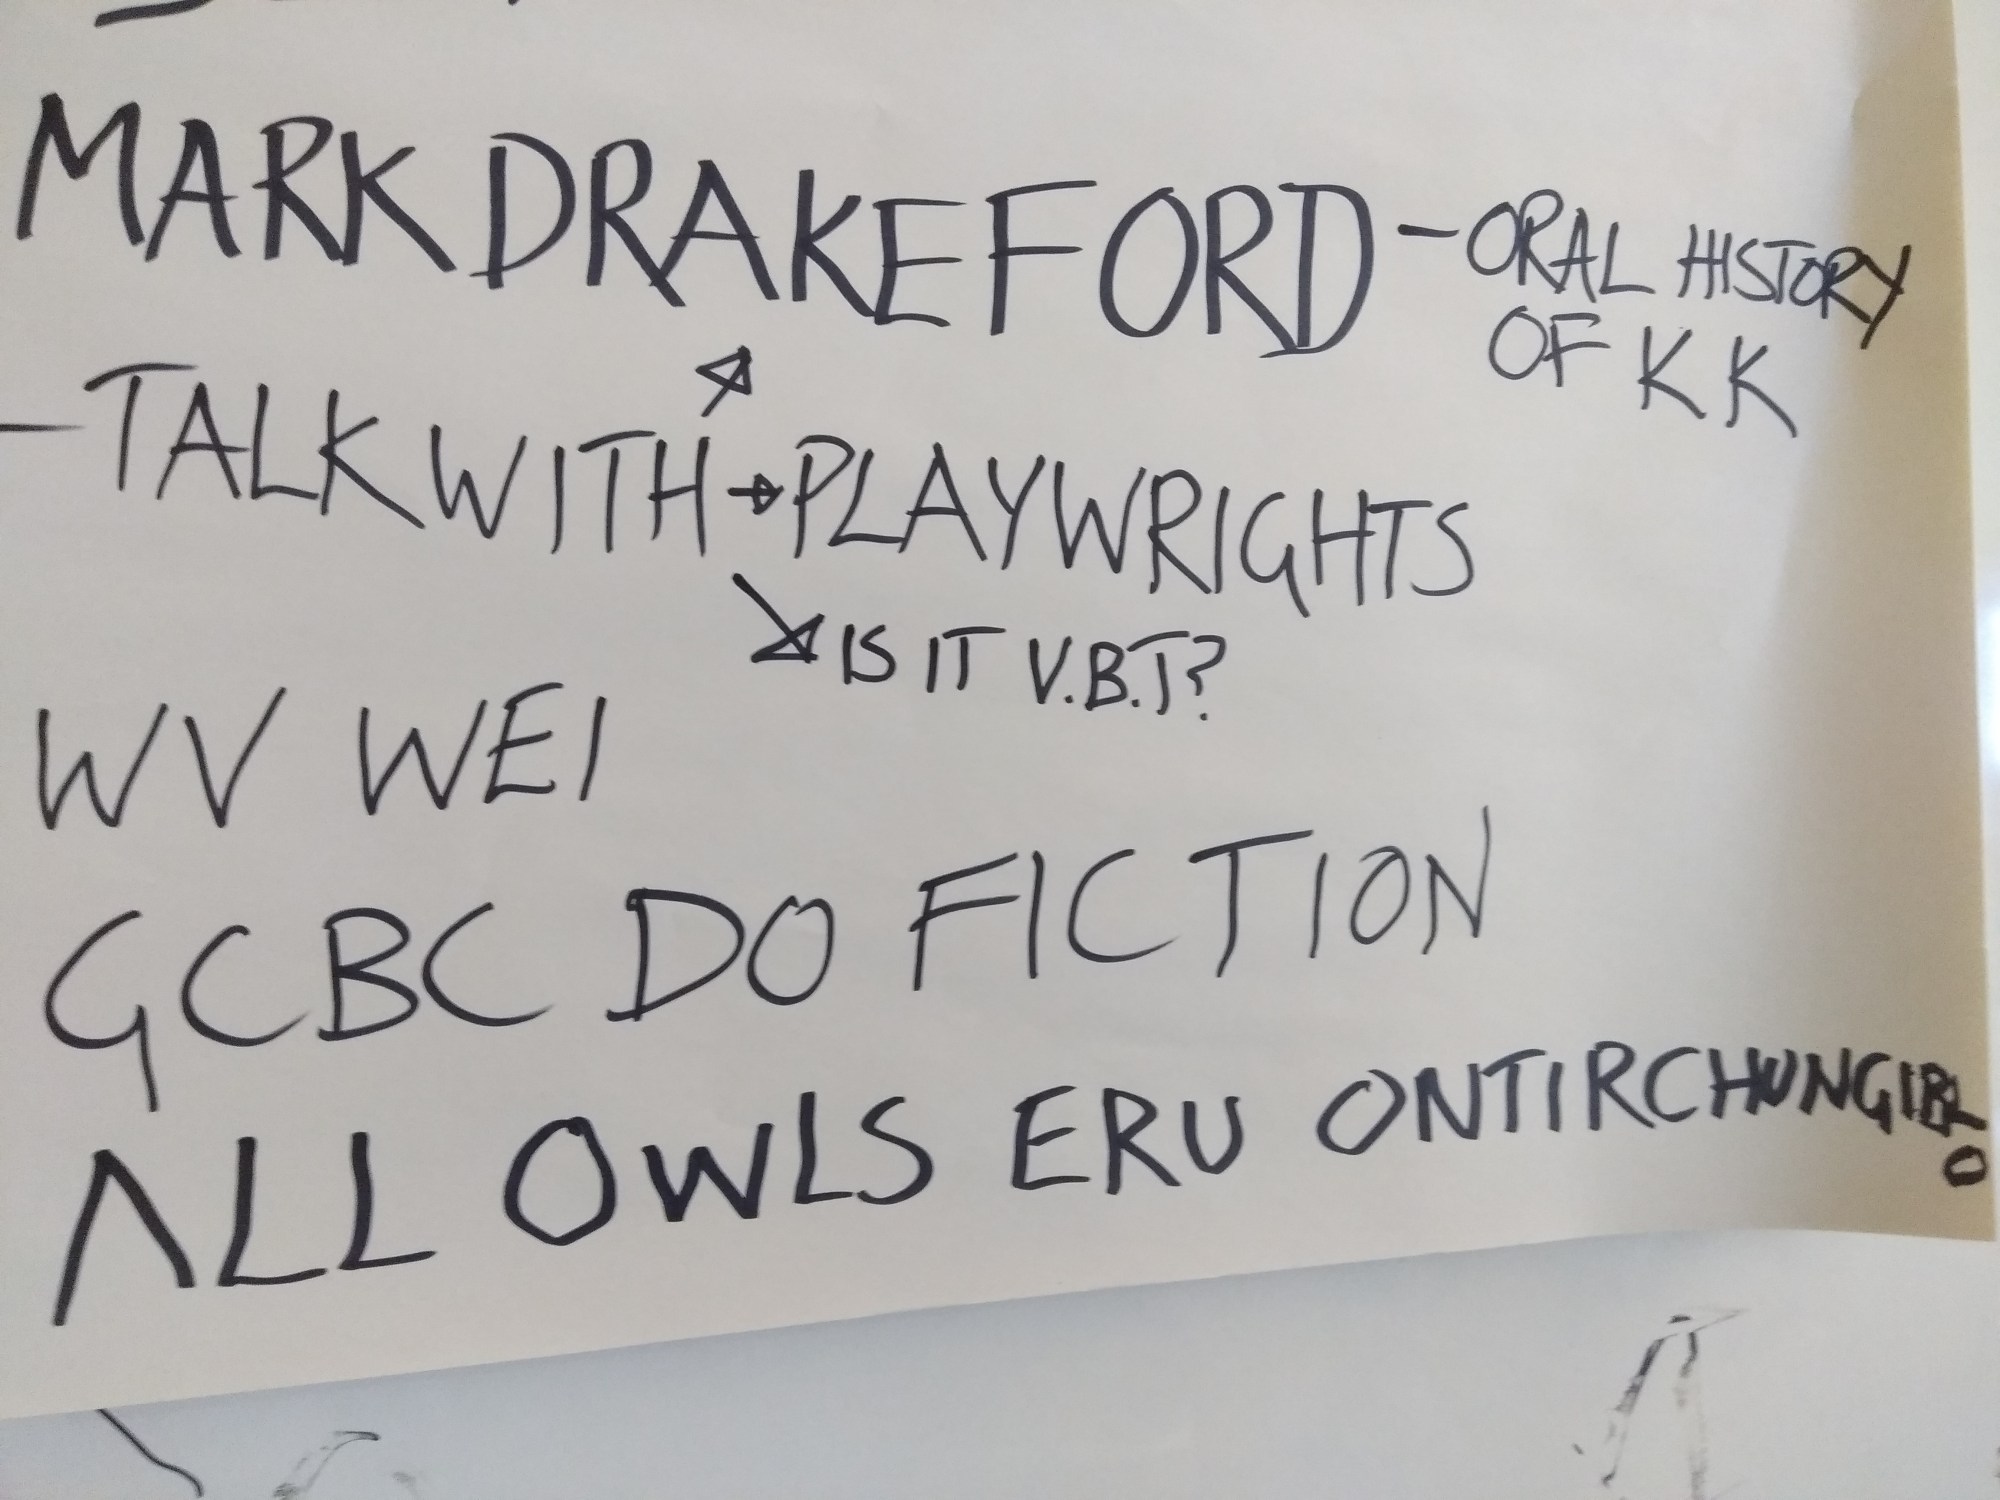 MARK DRAKEFORD - ORAL HISTORY
OF KK
- TALK WITH → PLAYWRIGHTS
IS IT V.B.T?
WV WEI
GCBC DO FICTION
ALL OWLS ERU